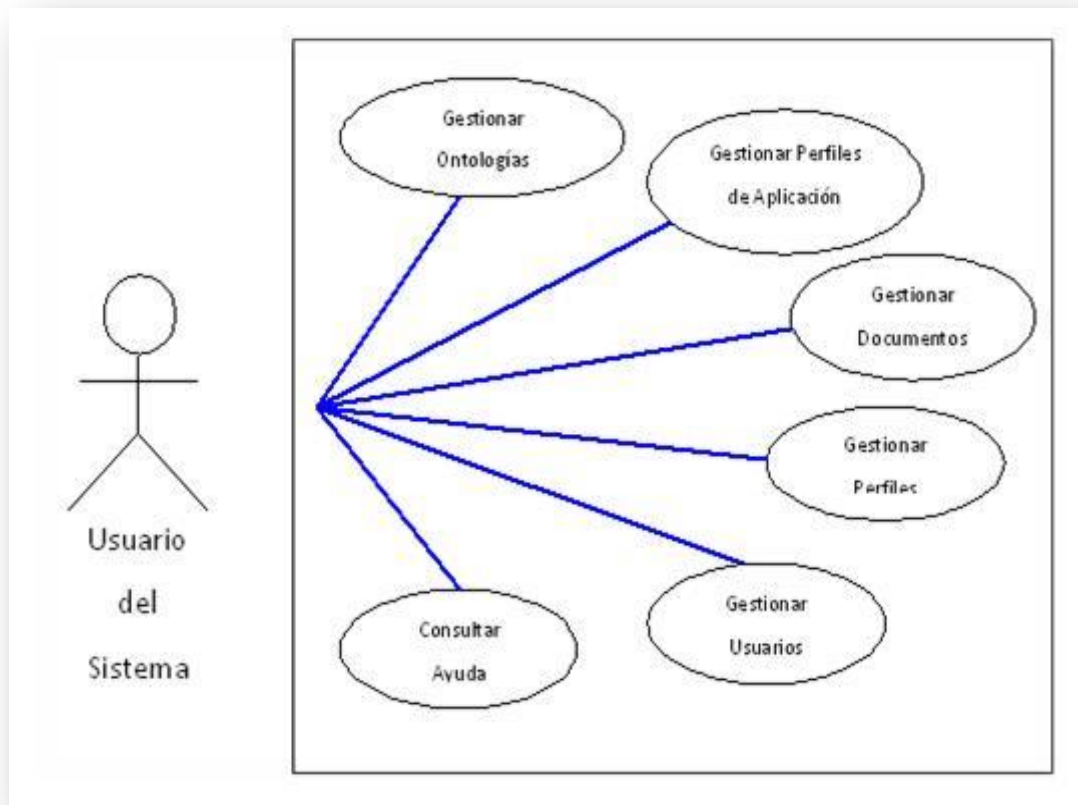 Gestionar
Ontologías
Gestionar Perfiles
de Aplicación
Gestionar
Documentos
Gestionar
Perfiles
Gestionar
Usuarios
Consultar
Ayuda
Usuario
del
Sistema